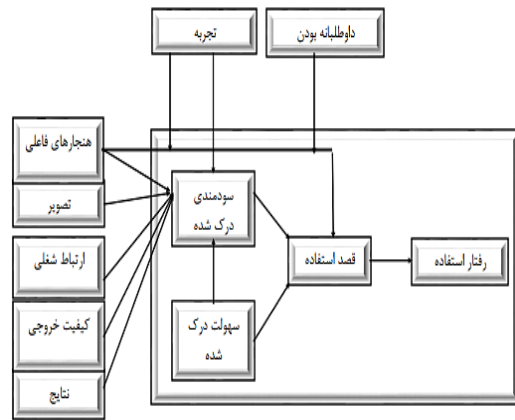 تجربه
داوطلبانه بودن
هنجارهای فاعلی
تصویر
ارتباط شغلی
کیفیت خروجی
نتایج
سودمندی
درک شده
سهولت درک
شده
قصد استفاده
رفتار استفاده